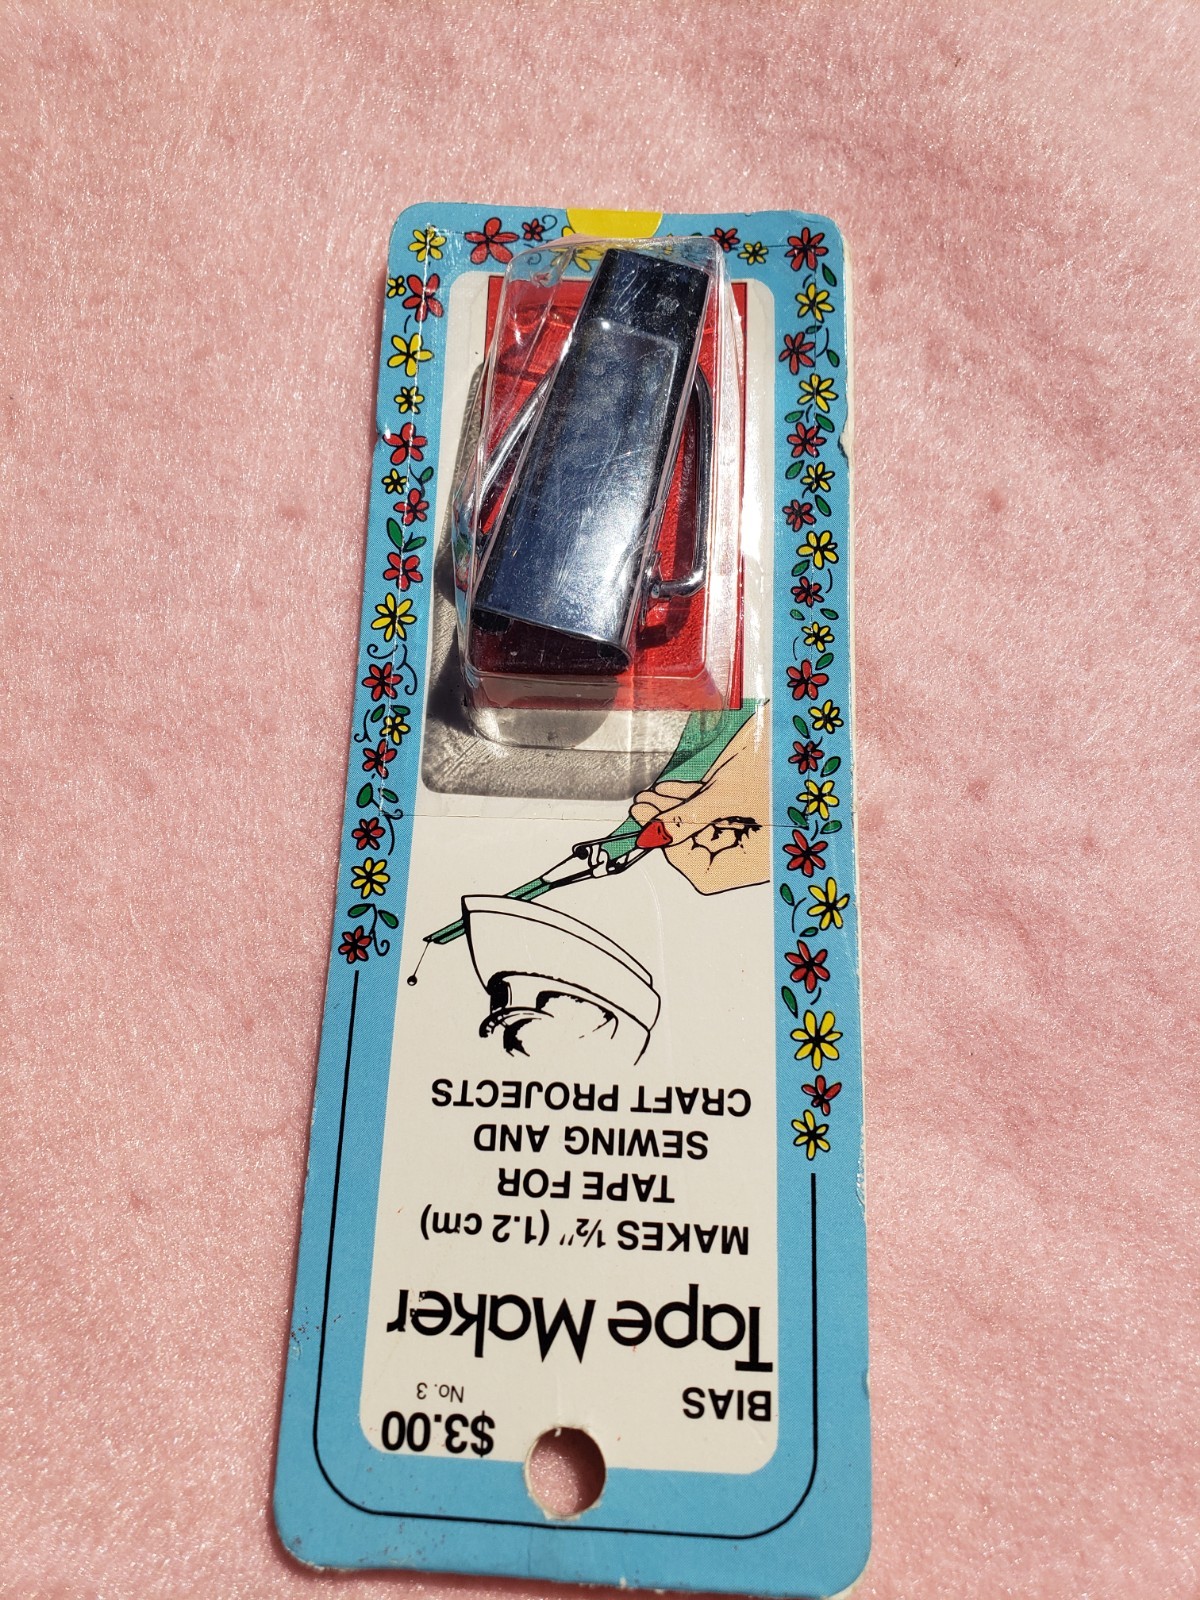 $3.00
No. 3
BIAS
Tape Maker
MAKES ½" (1.2 cm)
TAPE FOR
SEWING AND
CRAFT PROJECTS